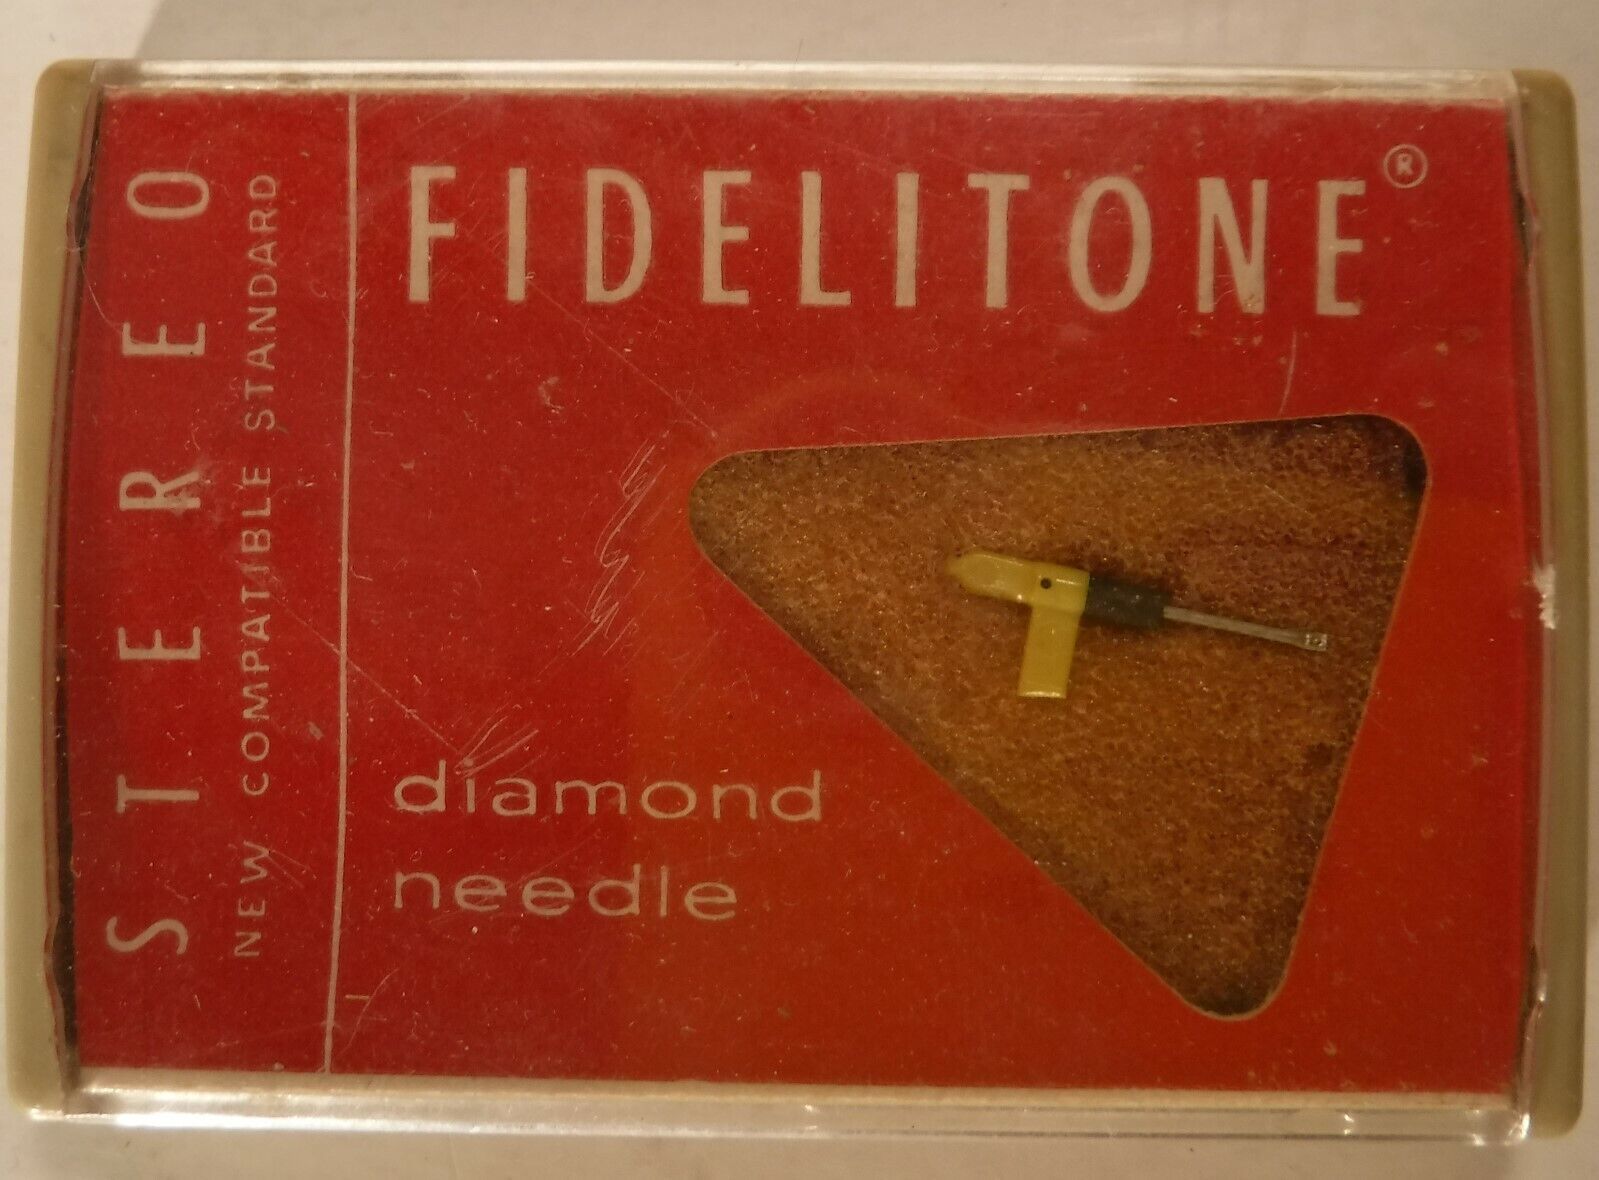 STEREO
NEW COMPATIBLE STANDARD
FIDELITONE®
diamond
needle